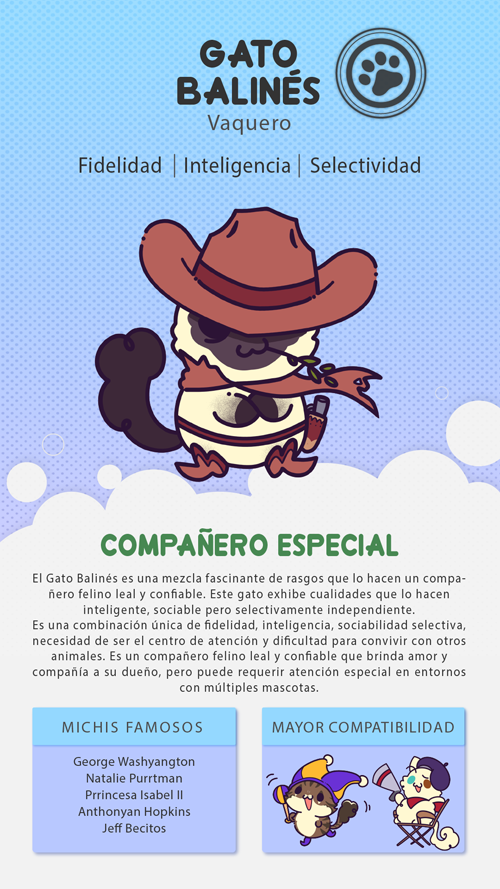 GATO
BALINÉS
Vaquero
Fidelidad | Inteligencia | Selectividad
COMPAÑERO ESPECIAL
El Gato Balinés es una mezcla fascinante de rasgos que lo hacen un compa-
ñero felino leal y confiable. Este gato exhibe cualidades que lo hacen
inteligente, sociable pero selectivamente independiente.
Es una combinación única de fidelidad, inteligencia, sociabilidad selectiva,
necesidad de ser el centro de atención y dificultad para convivir con otros
animales. Es un compañero felino leal y confiable que brinda amor y
compañía a su dueño, pero puede requerir atención especial en entornos
con múltiples mascotas.
MICHIS FAMOSOS
George Washyangton
Natalie Purrtman
Prrincesa Isabel II
Anthonyan Hopkins
Jeff Becitos
MAYOR COMPATIBILIDAD